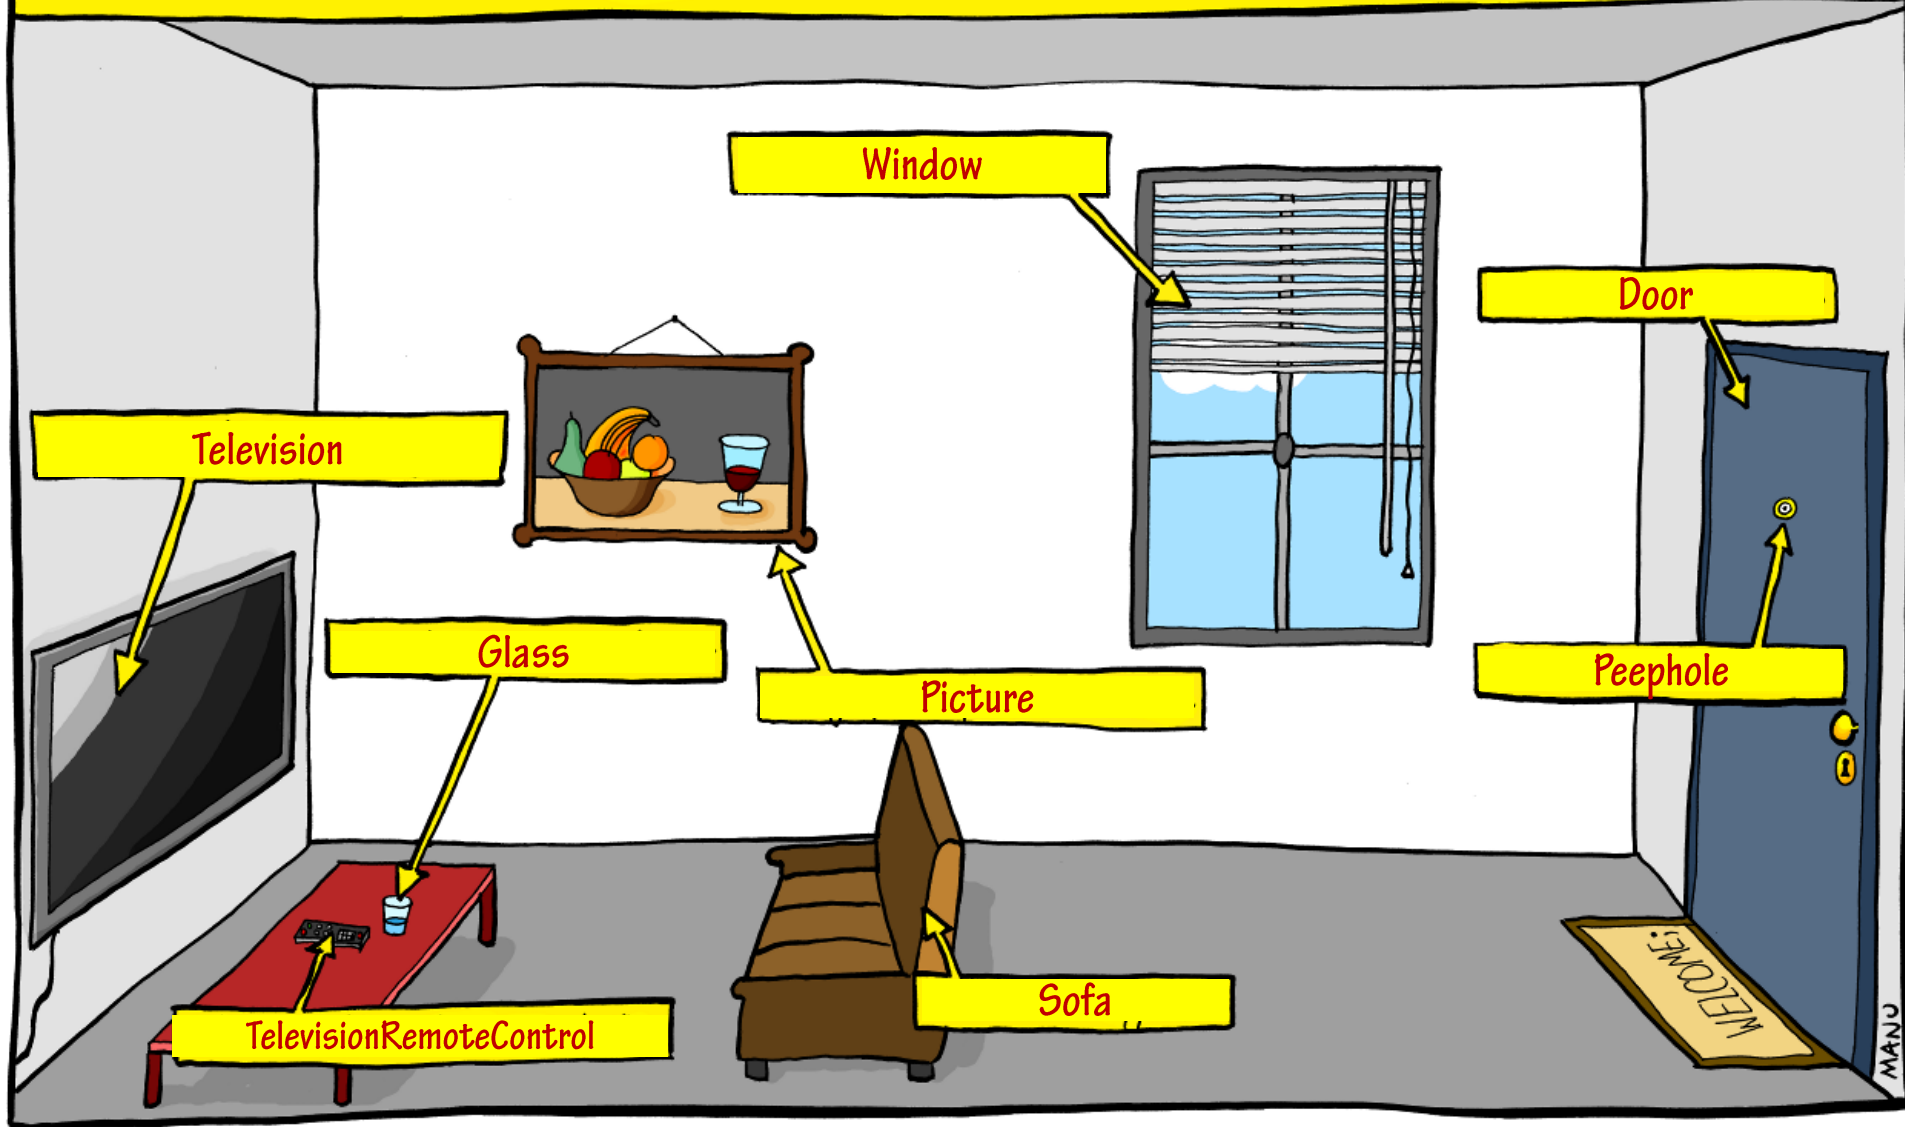 Window
Door
Television
Glass
Picture
Peephole
Sofa
TelevisionRemoteControl
WELCOME;
MANU